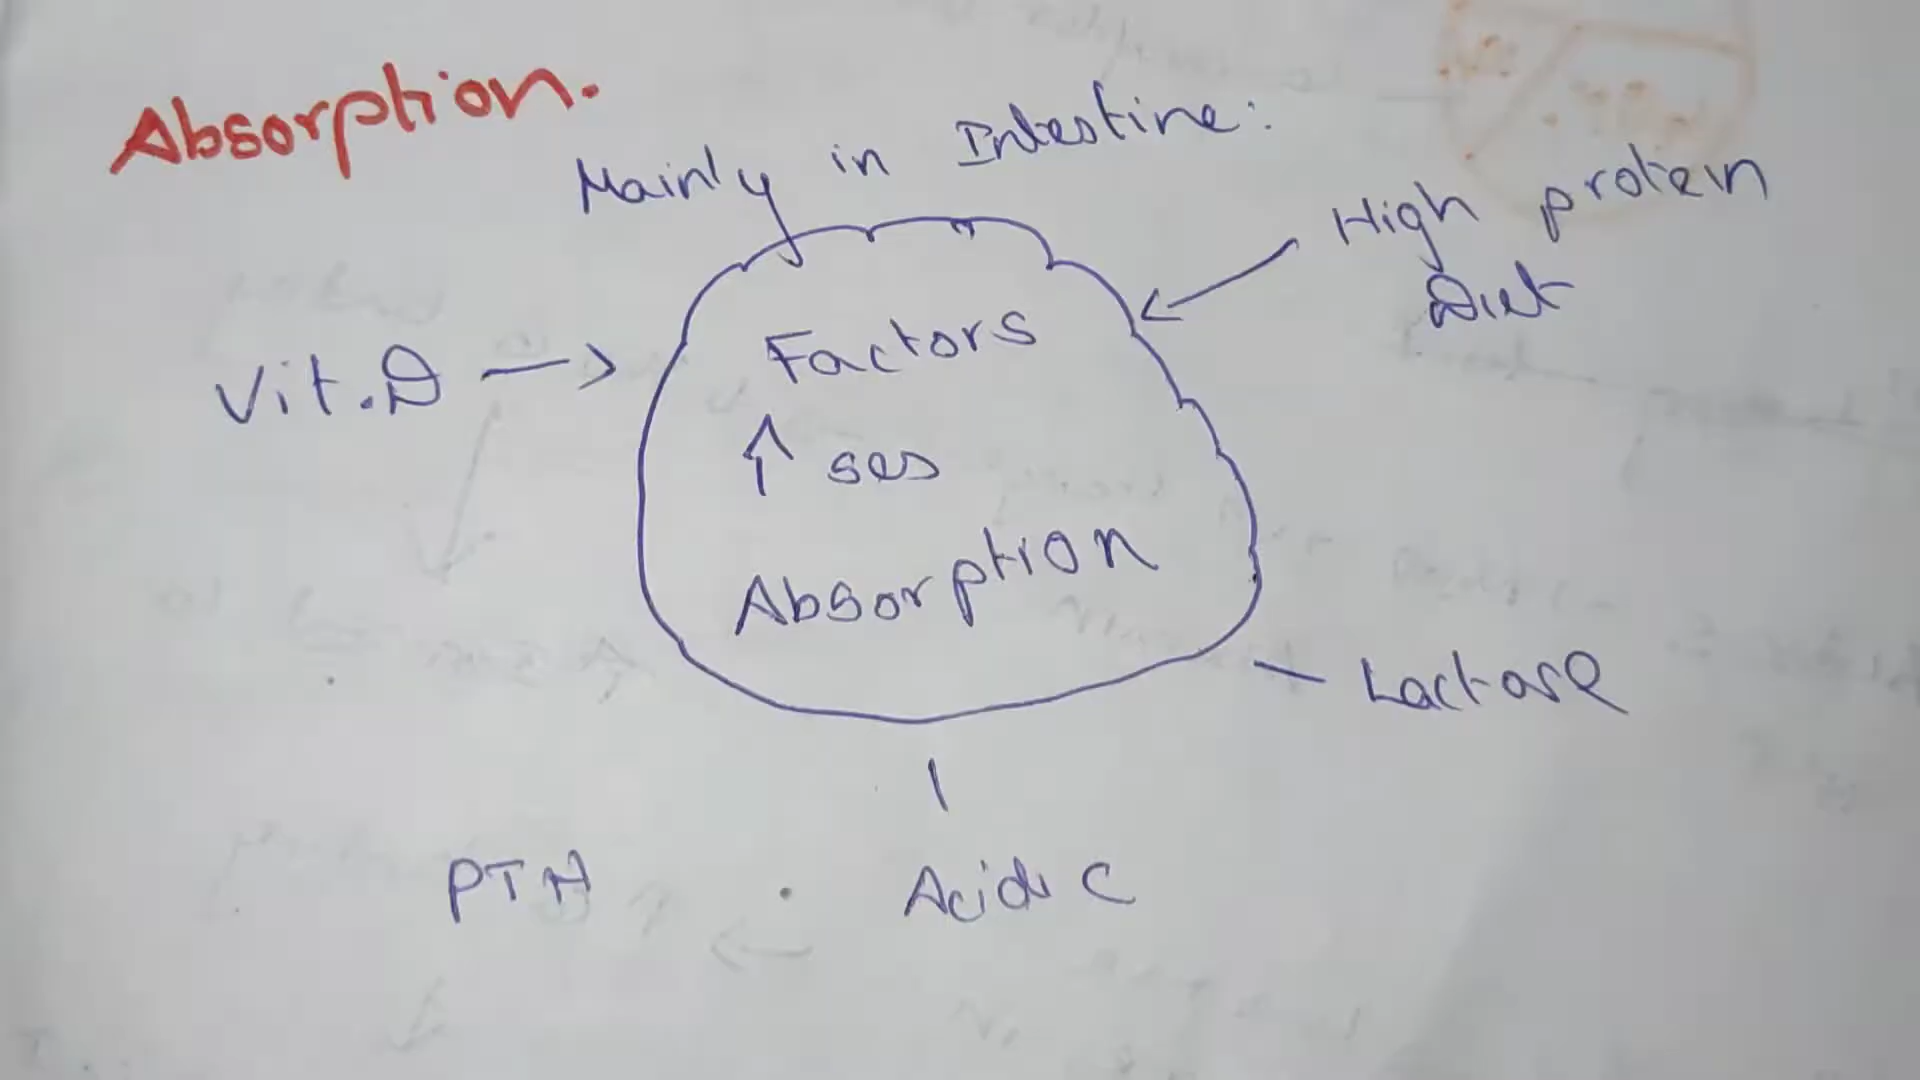 Absorption.
Mainly in Intestine:
High protein
Diet
Vit.D
Factors
↑ ses
Absorption
Lactose
PTH
Acidic